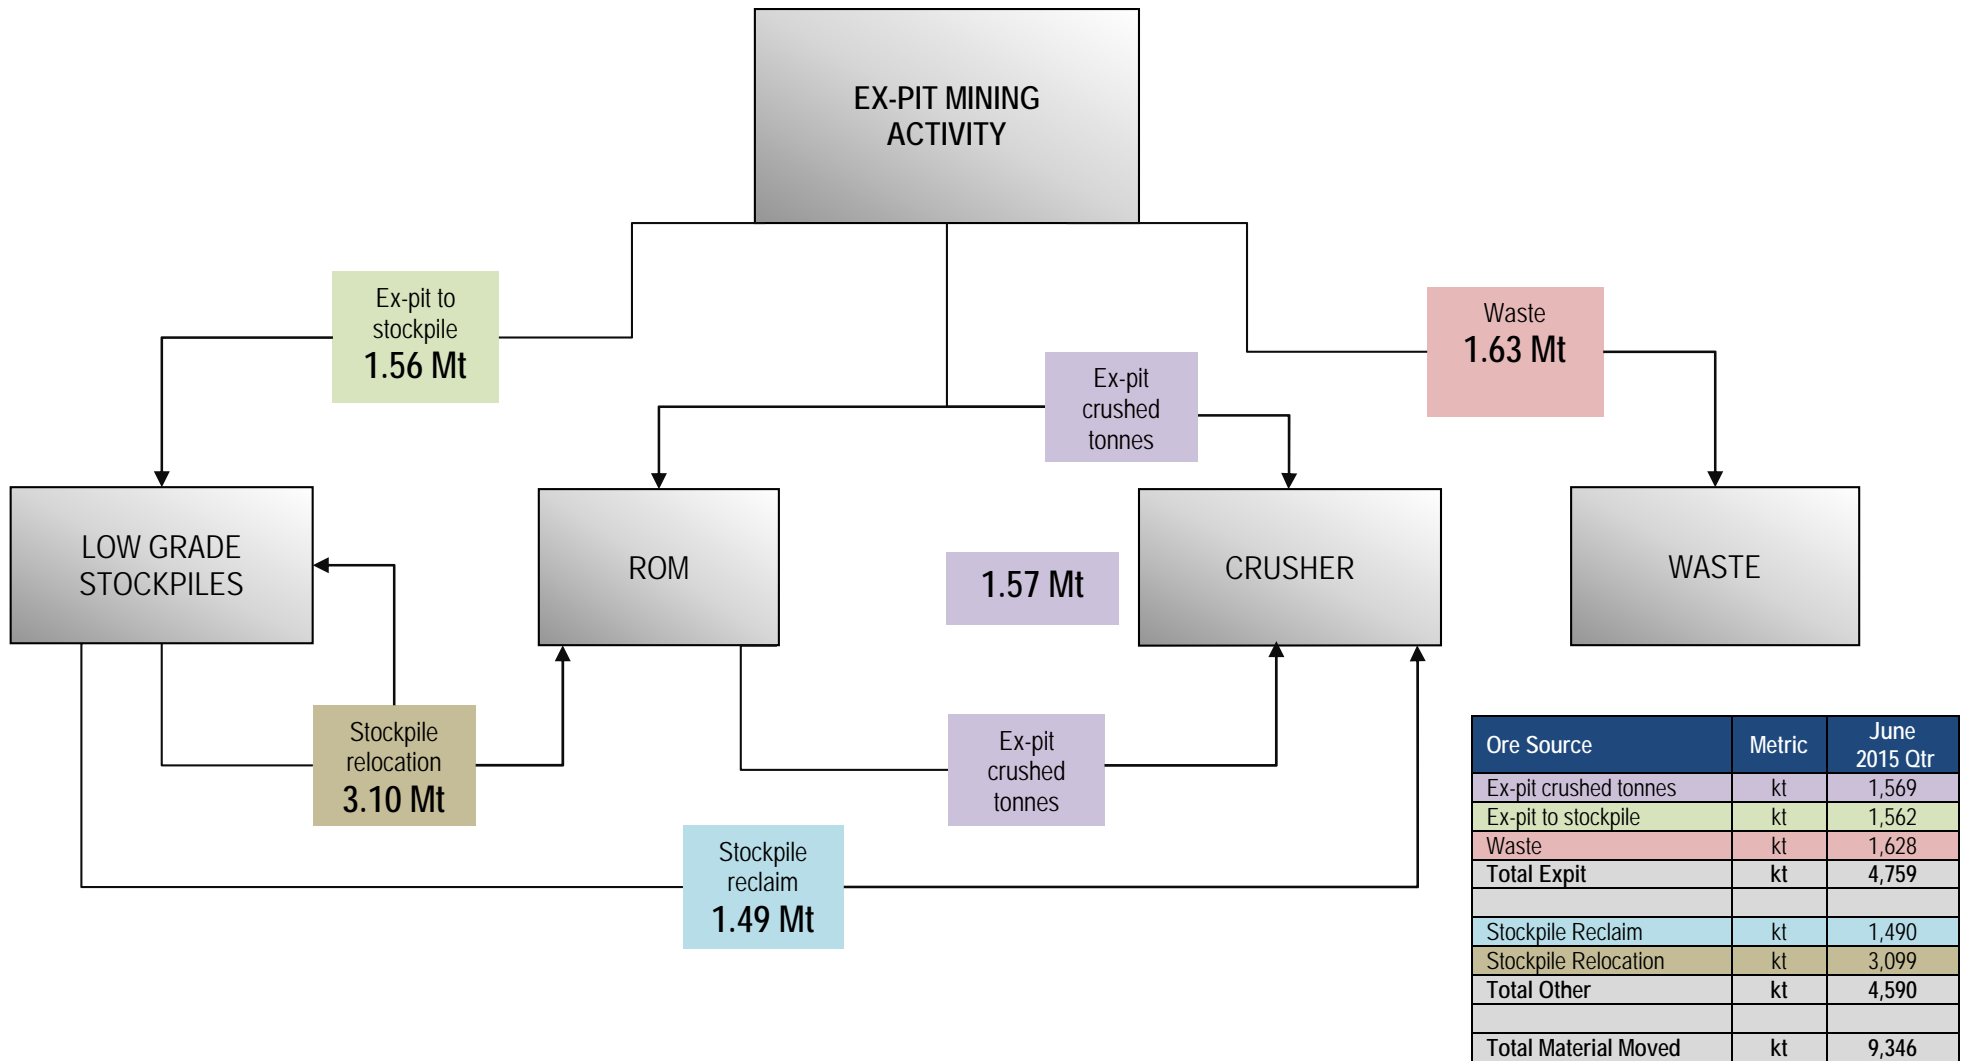 EX-PIT MINING
ACTIVITY
Ex-pit to
stockpile
1.56 Mt
Waste
1.63 Mt
Ex-pit
crushed
tonnes
LOW GRADE
STOCKPILES
ROM
1.57 Mt
CRUSHER
WASTE
Stockpile
relocation
3.10 Mt
Ex-pit
crushed
tonnes
Stockpile
reclaim
1.49 Mt
Ore Source Metric June 2015 Qtr
Ex-pit crushed tonnes kt 1,569
Ex-pit to stockpile kt 1,562
Waste kt 1,628
Total Expit kt 4,759
Stockpile Reclaim kt 1,490
Stockpile Relocation kt 3,099
Total Other kt 4,590
Total Material Moved kt 9,346